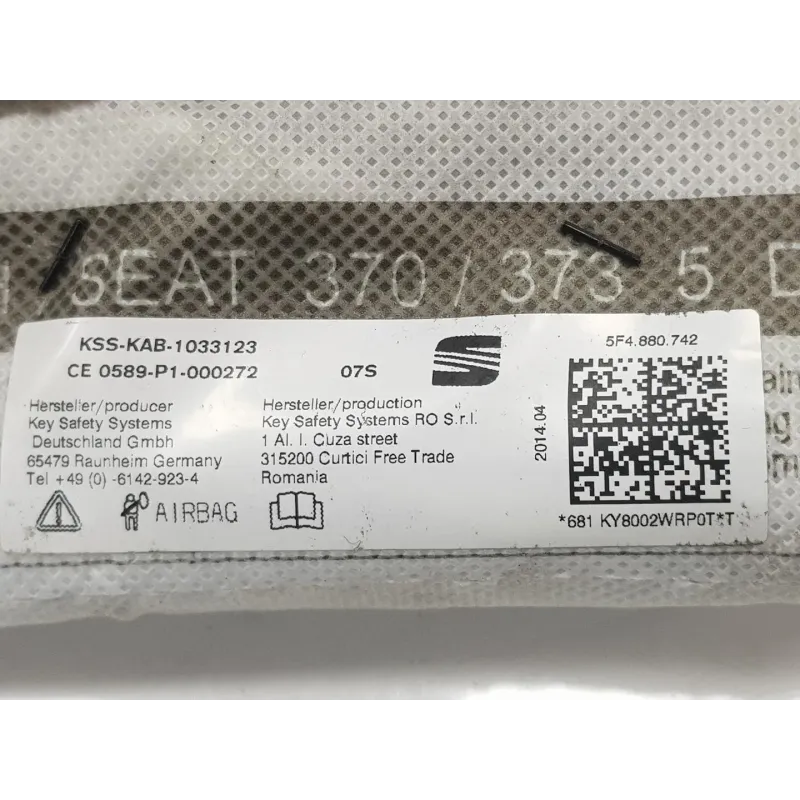 /SEAT 370 / 373 5 D
KSS-KAB-1033123
CE 0589-P1-000272
07S
5F4.880.742
Hersteller/producer
Key Safety Systems
Deutschland Gmbh
65479 Raunheim Germany
Tel +49 (0) -6142-923-4
Hersteller/production
Key Safety Systems RO S.r.l.
1 Al. I. Cuza street
315200 Curtici Free Trade
Romania
2014.04
AIRBAG
*681 KY8002WRP0T*T